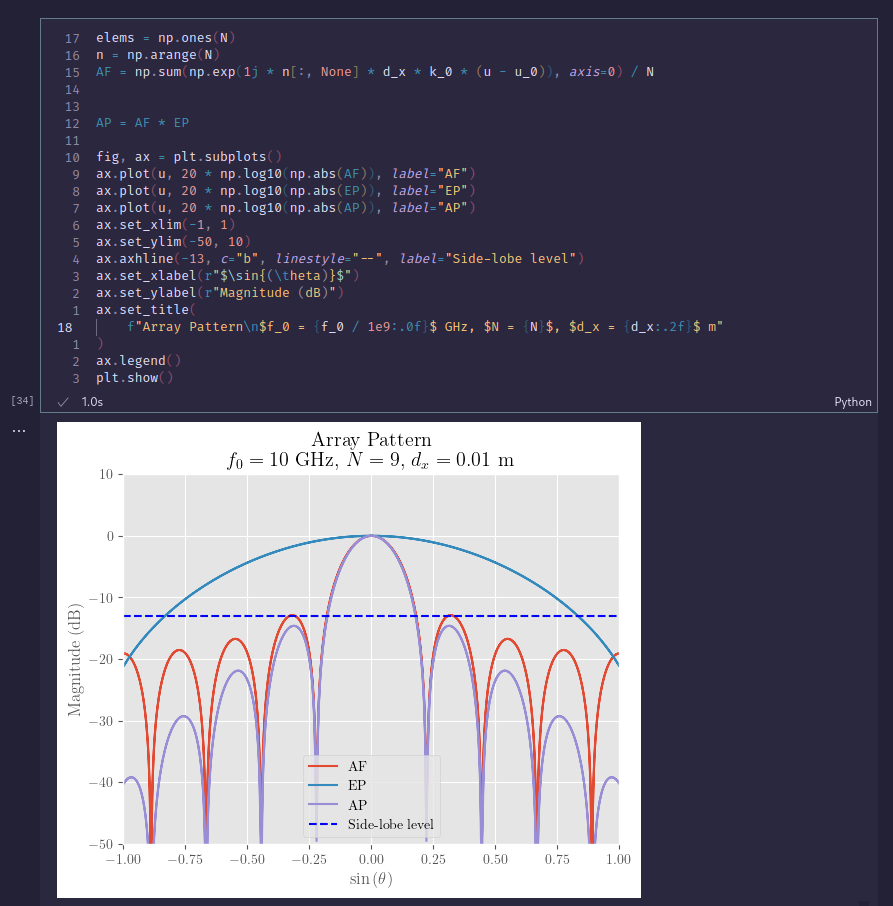 17 elems = np.ones(N)
16 n = np.arange(N)
15 AF = np.sum(np.exp(1j * n[:, None] * d_x * k_0 * (u - u_0)), axis=0) / N
14
13
12 AP = AF * EP
11
10 fig, ax = plt.subplots()
9 ax.plot(u, 20 * np.log10(np.abs(AF)), label="AF")
8 ax.plot(u, 20 * np.log10(np.abs(EP)), label="EP")
7 ax.plot(u, 20 * np.log10(np.abs(AP)), label="AP")
6 ax.set_xlim(-1, 1)
5 ax.set_ylim(-50, 10)
4 ax.axhline(-13, c="b", linestyle="--", label="Side-lobe level")
3 ax.set_xlabel(r"$\sin{(\theta)}$")
2 ax.set_ylabel(r"Magnitude (dB)")
1 ax.set_title(
18 f"Array Pattern\n$f_0 = {f_0 / 1e9:.0f}$ GHz, $N = {N}$, $d_x = {d_x:.2f}$ m"
1 )
2 ax.legend()
3 plt.show()
[34] ✓ 1.0s Python
...
Array Pattern
f₀ = 10 GHz, N = 9, dₓ = 0.01 m
10
0
−10
−20
−30
−40
−50
Magnitude (dB)
AF
EP
AP
Side-lobe level
−1.00 −0.75 −0.50 −0.25 0.00 0.25 0.50 0.75 1.00
sin (θ)